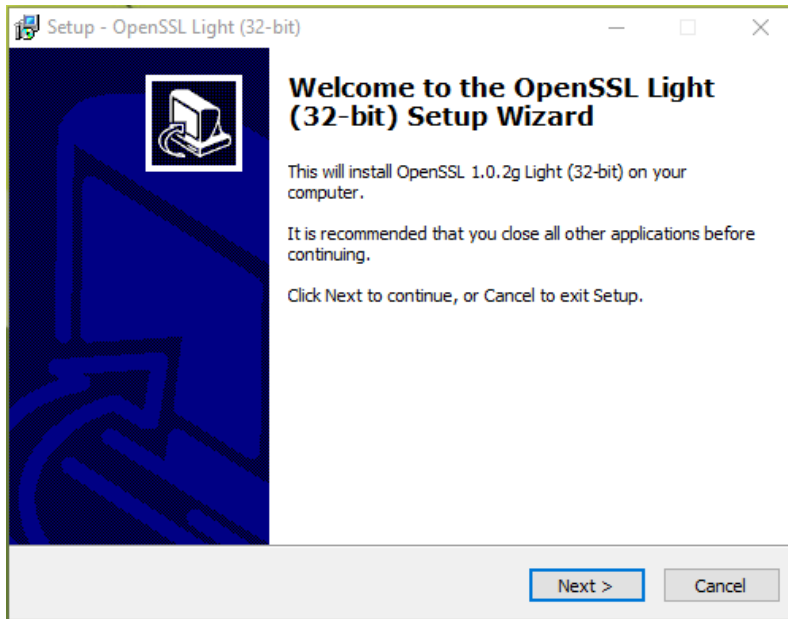 Setup - OpenSSL Light (32-bit)
Welcome to the OpenSSL Light
(32-bit) Setup Wizard
This will install OpenSSL 1.0.2g Light (32-bit) on your
computer.
It is recommended that you close all other applications before
continuing.
Click Next to continue, or Cancel to exit Setup.
Next >
Cancel